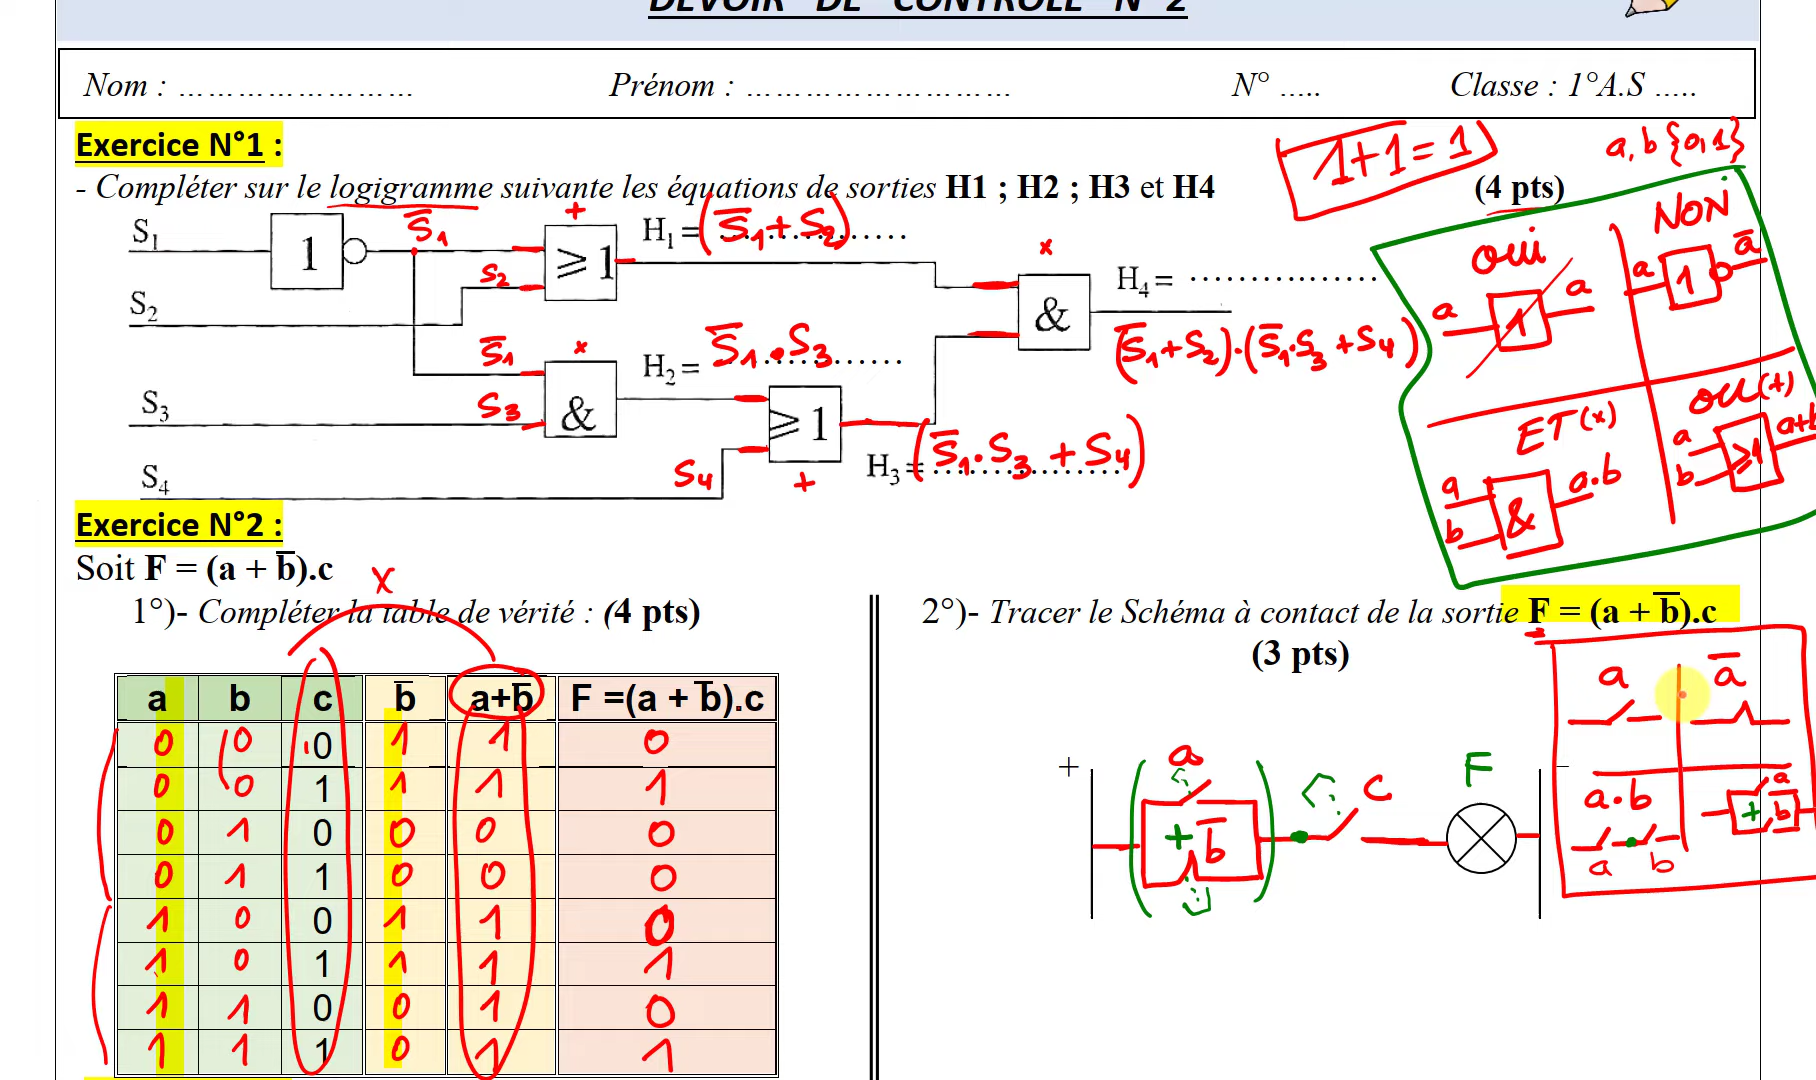 DEVOIR DE CONTROLE N°2
Nom : ………………… Prénom : …………………… N° ..... Classe : 1°A.S .....
Exercice N°1 :
1+1=1
a, b {0,1}
- Compléter sur le logigramme suivante les équations de sorties H1 ; H2 ; H3 et H4 (4 pts)
S1 1 S̅1 + ≥1 H1 = (S̅1+S2)
S2 S2
x & H4 = ..................
(S̅1+S2).(S̅1.S3+S4)
S̅1 x & H2 = S̅1.S3
S3 S3
≥1 + H3 = (S̅1.S3+S4)
S4 S4
OUI
a 1 a
NON
a 1 a̅
ET(x)
a b & a.b
OU(+)
a b ≥1 a+b
Exercice N°2 :
Soit F = (a + b̅).c
x
1°)- Compléter la table de vérité : (4 pts)
a b c b̅ a+b̅ F =(a + b̅).c
0 0 0 1 1 0
0 0 1 1 1 1
0 1 0 0 0 0
0 1 1 0 0 0
1 0 0 1 1 0
1 0 1 1 1 1
1 1 0 0 1 0
1 1 1 0 1 1
2°)- Tracer le Schéma à contact de la sortie F = (a + b̅).c
(3 pts)
+ ( a + b̅ ) c F -
a a̅
a.b
a b
a + b